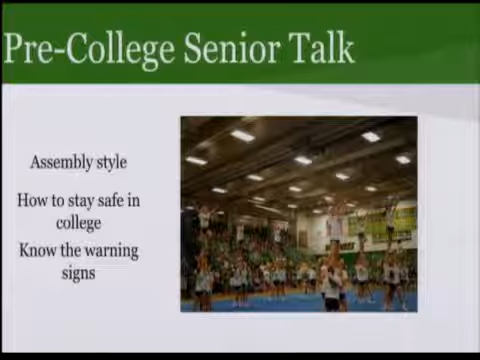 Pre-College Senior Talk
Assembly style
How to stay safe in
college
Know the warning
signs